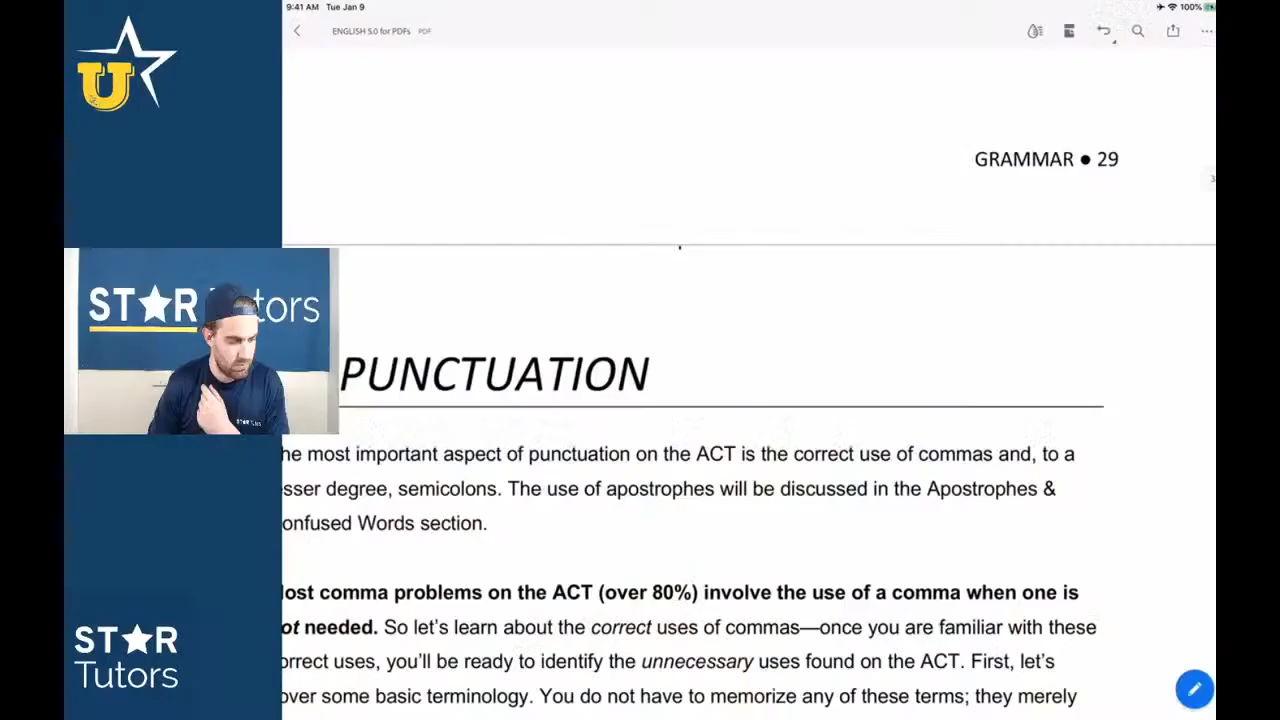 9:41 AM Tue Jan 9
100%
ENGLISH 5.0 for PDFs PDF
U
GRAMMAR ● 29
ST★R tors
PUNCTUATION
he most important aspect of punctuation on the ACT is the correct use of commas and, to a
sser degree, semicolons. The use of apostrophes will be discussed in the Apostrophes &
onfused Words section.
ost comma problems on the ACT (over 80%) involve the use of a comma when one is
ot needed. So let's learn about the correct uses of commas—once you are familiar with these
orrect uses, you'll be ready to identify the unnecessary uses found on the ACT. First, let's
over some basic terminology. You do not have to memorize any of these terms; they merely
ST★R
Tutors